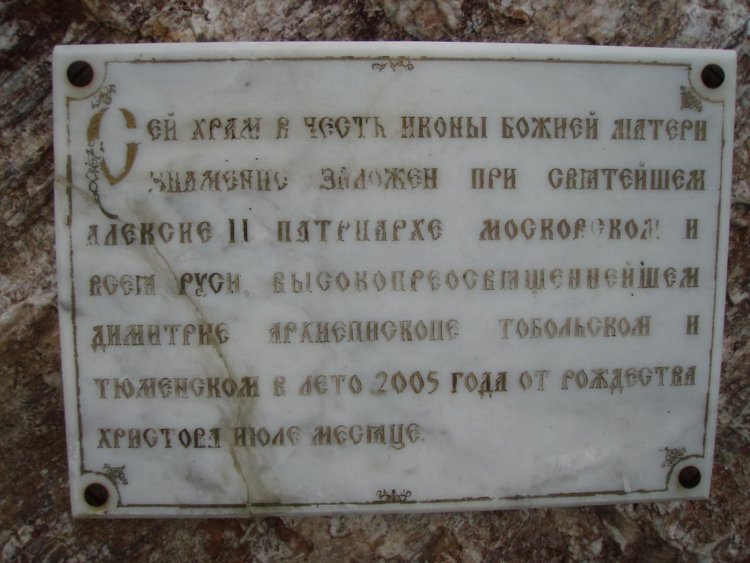 Сей храм в честь иконы Божией Матери
Знамение заложен при Святейшем
Алексие II Патриархе Московском и
всея Руси, Высокопреосвященнейшем
Димитрие Архиепископе Тобольском и
Тюменском в лето 2005 года от рождества
Христова июле месяце.